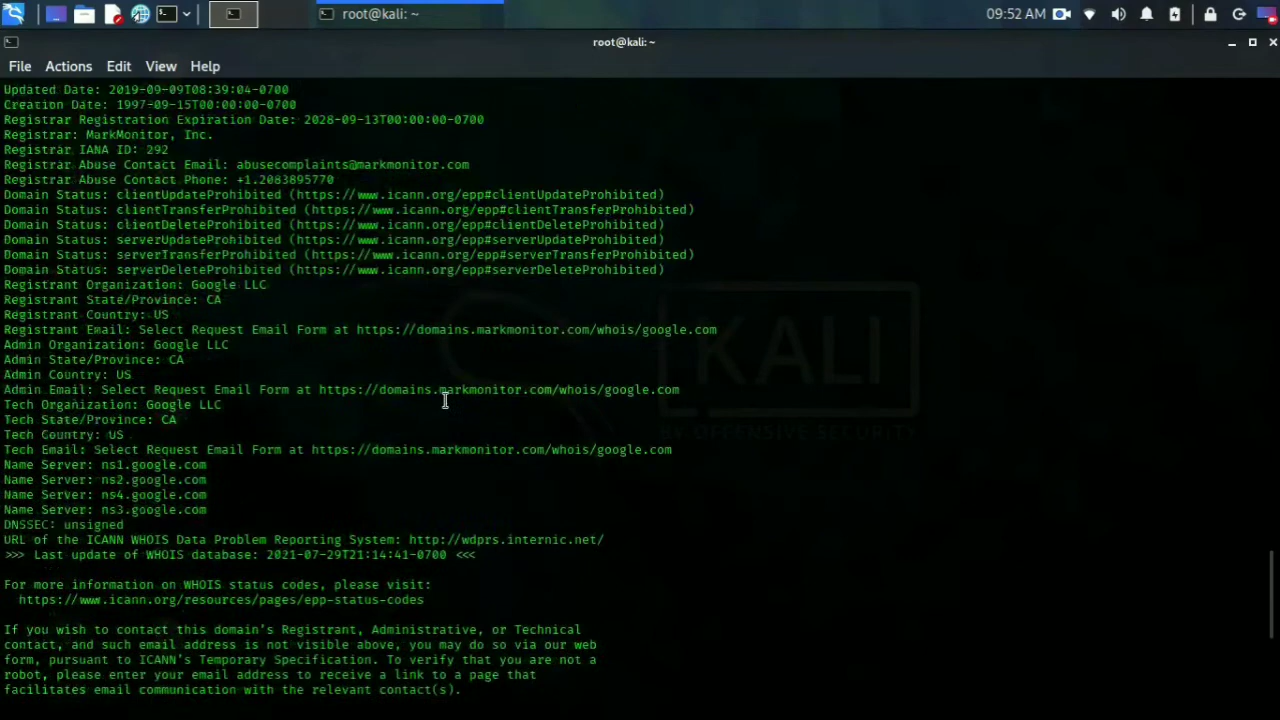 root@kali: ~
09:52 AM
root@kali: ~
File Actions Edit View Help
Updated Date: 2019-09-09T08:39:04-0700
Creation Date: 1997-09-15T00:00:00-0700
Registrar Registration Expiration Date: 2028-09-13T00:00:00-0700
Registrar: MarkMonitor, Inc.
Registrar IANA ID: 292
Registrar Abuse Contact Email: abusecomplaints@markmonitor.com
Registrar Abuse Contact Phone: +1.2083895770
Domain Status: clientUpdateProhibited (https://www.icann.org/epp#clientUpdateProhibited)
Domain Status: clientTransferProhibited (https://www.icann.org/epp#clientTransferProhibited)
Domain Status: clientDeleteProhibited (https://www.icann.org/epp#clientDeleteProhibited)
Domain Status: serverUpdateProhibited (https://www.icann.org/epp#serverUpdateProhibited)
Domain Status: serverTransferProhibited (https://www.icann.org/epp#serverTransferProhibited)
Domain Status: serverDeleteProhibited (https://www.icann.org/epp#serverDeleteProhibited)
Registrant Organization: Google LLC
Registrant State/Province: CA
Registrant Country: US
Registrant Email: Select Request Email Form at https://domains.markmonitor.com/whois/google.com
Admin Organization: Google LLC
Admin State/Province: CA
Admin Country: US
Admin Email: Select Request Email Form at https://domains.markmonitor.com/whois/google.com
Tech Organization: Google LLC
Tech State/Province: CA
Tech Country: US
Tech Email: Select Request Email Form at https://domains.markmonitor.com/whois/google.com
Name Server: ns1.google.com
Name Server: ns2.google.com
Name Server: ns4.google.com
Name Server: ns3.google.com
DNSSEC: unsigned
URL of the ICANN WHOIS Data Problem Reporting System: http://wdprs.internic.net/
>>> Last update of WHOIS database: 2021-07-29T21:14:41-0700 <<<
For more information on WHOIS status codes, please visit:
https://www.icann.org/resources/pages/epp-status-codes
If you wish to contact this domain's Registrant, Administrative, or Technical
contact, and such email address is not visible above, you may do so via our web
form, pursuant to ICANN's Temporary Specification. To verify that you are not a
robot, please enter your email address to receive a link to a page that
facilitates email communication with the relevant contact(s).
KALI
BY OFFENSIVE SECURITY